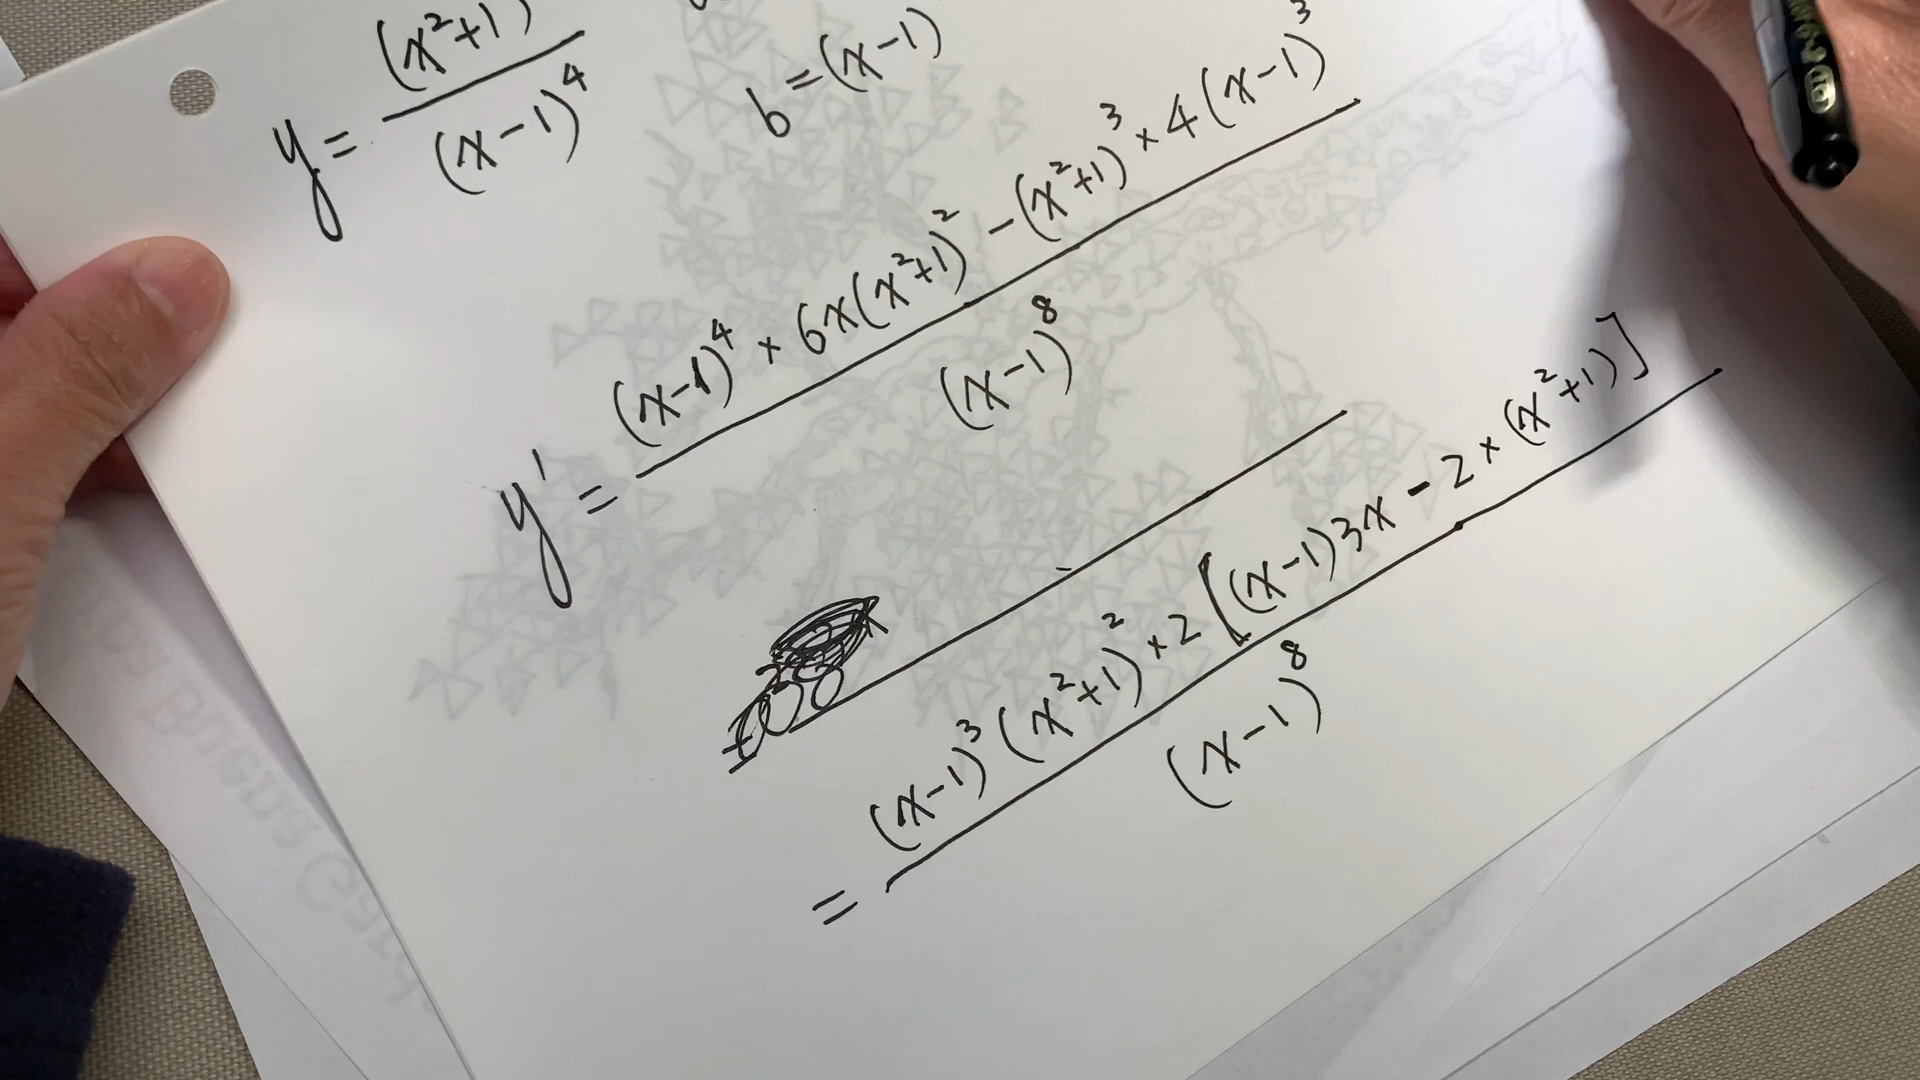 y = (x²+1) / (x-1)⁴
b = (x-1)
y' = (x-1)⁴ × 6x(x²+1)² - (x²+1)³ × 4(x-1)³ / (x-1)⁸
= (x-1)³(x²+1)² × 2[(x-1)3x - 2 × (x²+1)] / (x-1)⁸